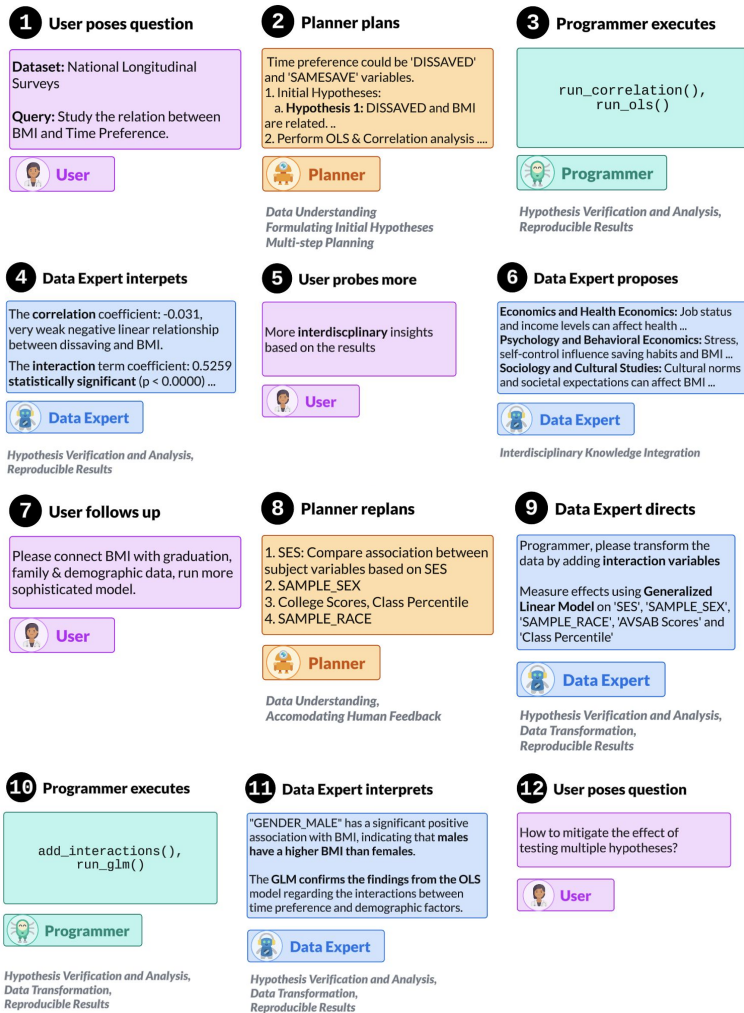 1 User poses question
Dataset: National Longitudinal
Surveys
Query: Study the relation between
BMI and Time Preference.
User
2 Planner plans
Time preference could be 'DISSAVED'
and 'SAMESAVE' variables.
1. Initial Hypotheses:
a. Hypothesis 1: DISSAVED and BMI
are related. ..
2. Perform OLS & Correlation analysis ....
Planner
Data Understanding
Formulating Initial Hypotheses
Multi-step Planning
3 Programmer executes
run_correlation(),
run_ols()
Programmer
Hypothesis Verification and Analysis,
Reproducible Results
4 Data Expert interpets
The correlation coefficient: -0.031,
very weak negative linear relationship
between dissaving and BMI.
The interaction term coefficient: 0.5259
statistically significant (p < 0.0000) ...
Data Expert
Hypothesis Verification and Analysis,
Reproducible Results
5 User probes more
More interdiscplinary insights
based on the results
User
6 Data Expert proposes
Economics and Health Economics: Job status
and income levels can affect health ...
Psychology and Behavioral Economics: Stress,
self-control influence saving habits and BMI ...
Sociology and Cultural Studies: Cultural norms
and societal expectations can affect BMI ...
Data Expert
Interdisciplinary Knowledge Integration
7 User follows up
Please connect BMI with graduation,
family & demographic data, run more
sophisticated model.
User
8 Planner replans
1. SES: Compare association between
subject variables based on SES
2. SAMPLE_SEX
3. College Scores, Class Percentile
4. SAMPLE_RACE
Planner
Data Understanding,
Accomodating Human Feedback
9 Data Expert directs
Programmer, please transform the
data by adding interaction variables
Measure effects using Generalized
Linear Model on 'SES', 'SAMPLE_SEX',
'SAMPLE_RACE', 'AVSAB Scores' and
'Class Percentile'
Data Expert
Hypothesis Verification and Analysis,
Data Transformation,
Reproducible Results
10 Programmer executes
add_interactions(),
run_glm()
Programmer
Hypothesis Verification and Analysis,
Data Transformation,
Reproducible Results
11 Data Expert interprets
"GENDER_MALE" has a significant positive
association with BMI, indicating that males
have a higher BMI than females.
The GLM confirms the findings from the OLS
model regarding the interactions between
time preference and demographic factors.
Data Expert
Hypothesis Verification and Analysis,
Data Transformation,
Reproducible Results
12 User poses question
How to mitigate the effect of
testing multiple hypotheses?
User